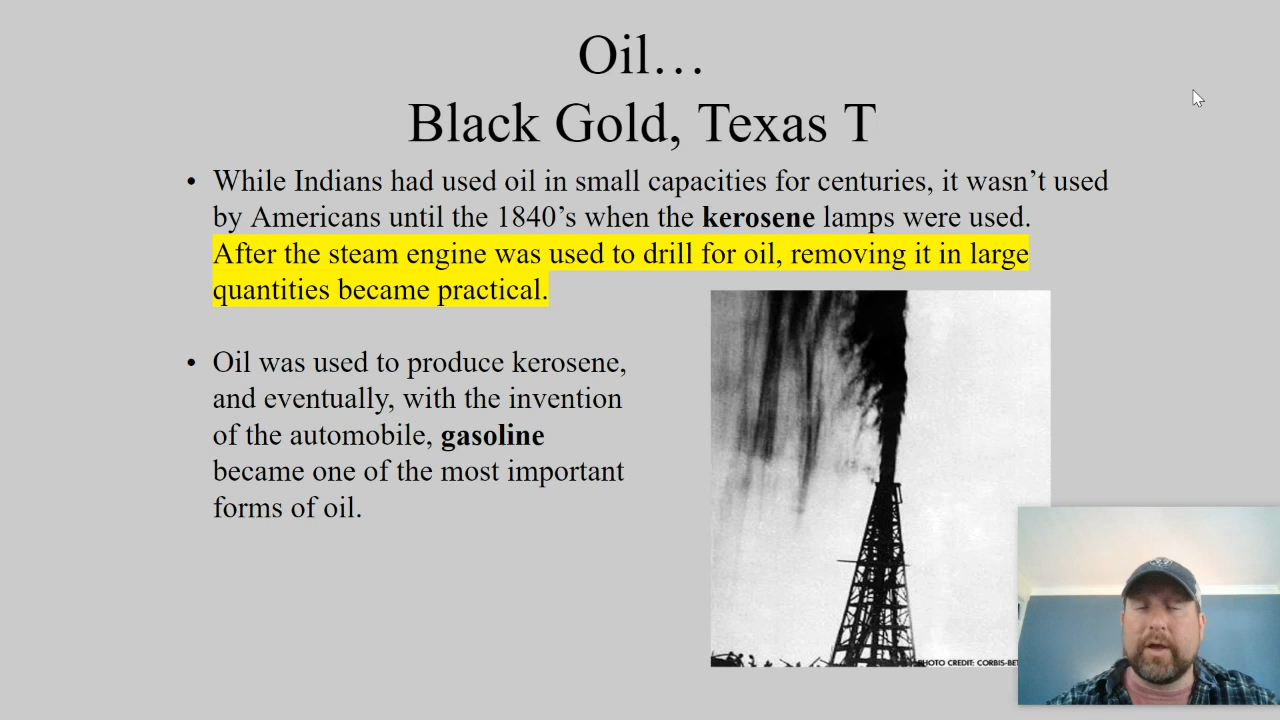 Oil…
Black Gold, Texas T
• While Indians had used oil in small capacities for centuries, it wasn’t used
by Americans until the 1840’s when the kerosene lamps were used.
After the steam engine was used to drill for oil, removing it in large
quantities became practical.
• Oil was used to produce kerosene,
and eventually, with the invention
of the automobile, gasoline
became one of the most important
forms of oil.
PHOTO CREDIT: CORBIS-BET